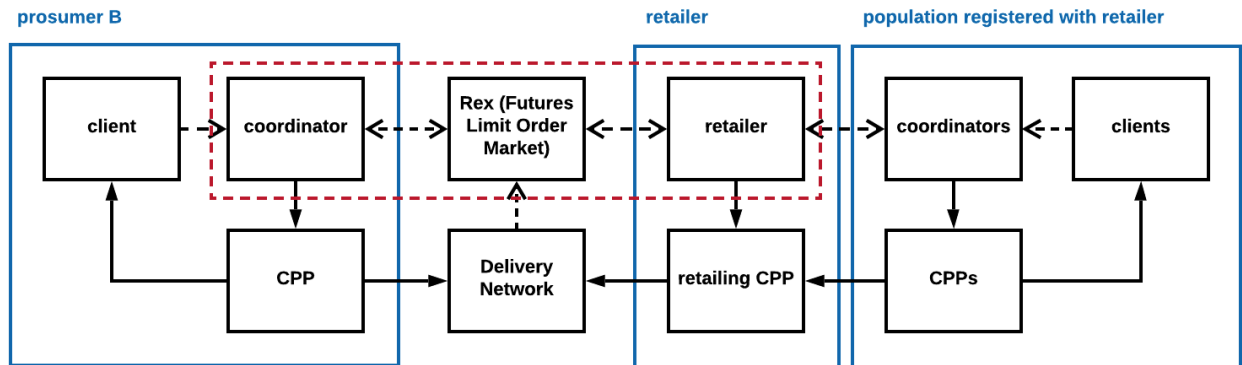 prosumer B
retailer
population registered with retailer
client
coordinator
Rex (Futures
Limit Order
Market)
retailer
coordinators
clients
CPP
Delivery
Network
retailing CPP
CPPs